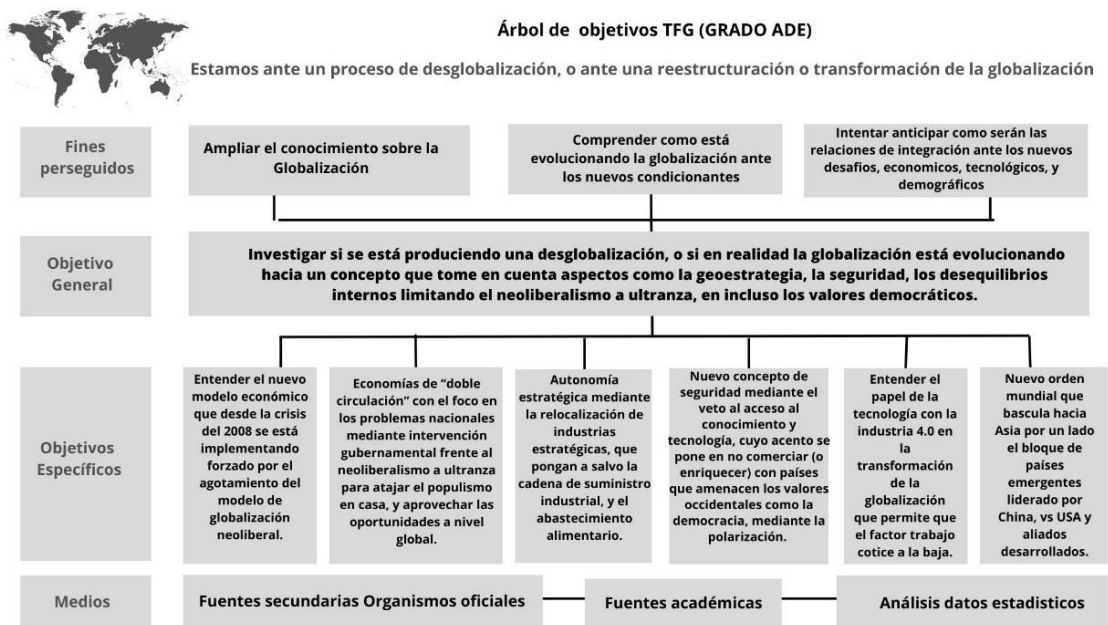 Árbol de objetivos TFG (GRADO ADE)
Estamos ante un proceso de desglobalización, o ante una reestructuración o transformación de la globalización
Fines
perseguidos
Ampliar el conocimiento sobre la
Globalización
Comprender como está
evolucionando la globalización ante
los nuevos condicionantes
Intentar anticipar como serán las
relaciones de integración ante los nuevos
desafios, economicos, tecnológicos, y
demográficos
Objetivo
General
Investigar si se está produciendo una desglobalización, o si en realidad la globalización está evolucionando
hacia un concepto que tome en cuenta aspectos como la geoestrategia, la seguridad, los desequilibrios
internos limitando el neoliberalismo a ultranza, en incluso los valores democráticos.
Objetivos
Específicos
Entender el nuevo
modelo económico
que desde la crisis
del 2008 se está
implementando
forzado por el
agotamiento del
modelo de
globalización
neoliberal.
Economías de “doble
circulación” con el foco en
los problemas nacionales
mediante intervención
gubernamental frente al
neoliberalismo a ultranza
para atajar el populismo
en casa, y aprovechar las
oportunidades a nivel
global.
Autonomía
estratégica mediante
la relocalización de
industrias
estratégicas, que
pongan a salvo la
cadena de suministro
industrial, y el
abastecimiento
alimentario.
Nuevo concepto de
seguridad mediante el
veto al acceso al
conocimiento y
tecnología, cuyo acento se
pone en no comerciar (o
enriquecer) con países
que amenacen los valores
occidentales como la
democracia, mediante la
polarización.
Entender el
papel de la
tecnología con la
industria 4.0 en
la
transformación
de la
globalización
que permite que
el factor trabajo
cotice a la baja.
Nuevo orden
mundial que
bascula hacia
Asia por un lado
el bloque de
países
emergentes
liderado por
China, vs USA y
aliados
desarrollados.
Medios
Fuentes secundarias Organismos oficiales
Fuentes académicas
Análisis datos estadisticos